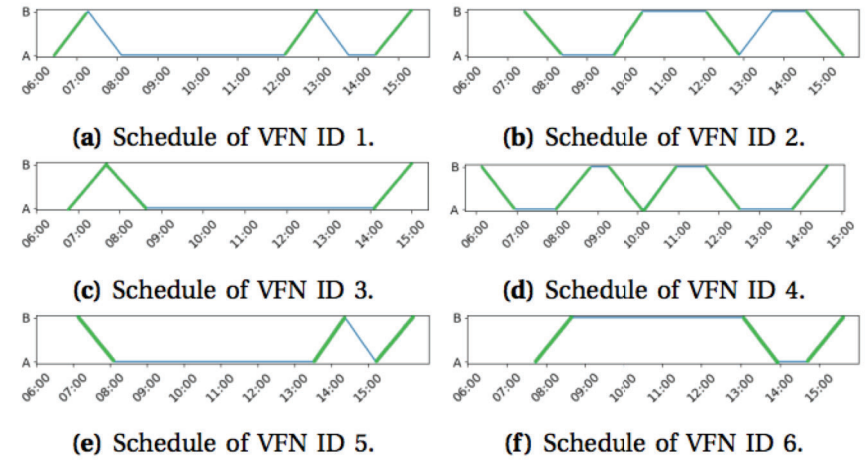 B
A
06:00 07:00 08:00 09:00 10:00 11:00 12:00 13:00 14:00 15:00
(a) Schedule of VFN ID 1.
B
A
06:00 07:00 08:00 09:00 10:00 11:00 12:00 13:00 14:00 15:00
(b) Schedule of VFN ID 2.
B
A
06:00 07:00 08:00 09:00 10:00 11:00 12:00 13:00 14:00 15:00
(c) Schedule of VFN ID 3.
B
A
06:00 07:00 08:00 09:00 10:00 11:00 12:00 13:00 14:00 15:00
(d) Schedule of VFN ID 4.
B
A
06:00 07:00 08:00 09:00 10:00 11:00 12:00 13:00 14:00 15:00
(e) Schedule of VFN ID 5.
B
A
06:00 07:00 08:00 09:00 10:00 11:00 12:00 13:00 14:00 15:00
(f) Schedule of VFN ID 6.